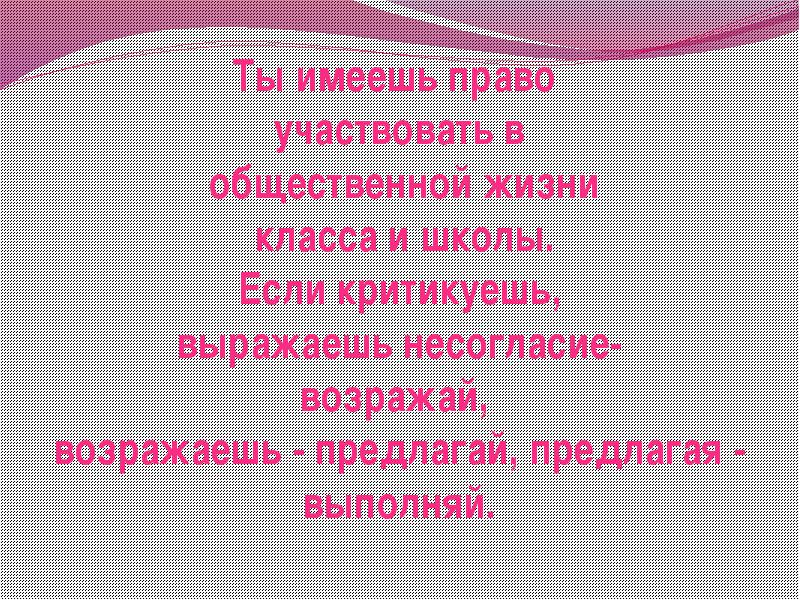 Ты имеешь право
участвовать в
общественной жизни
класса и школы.
Если критикуешь,
выражаешь несогласие-
возражай,
возражаешь - предлагай, предлагая -
выполняй.